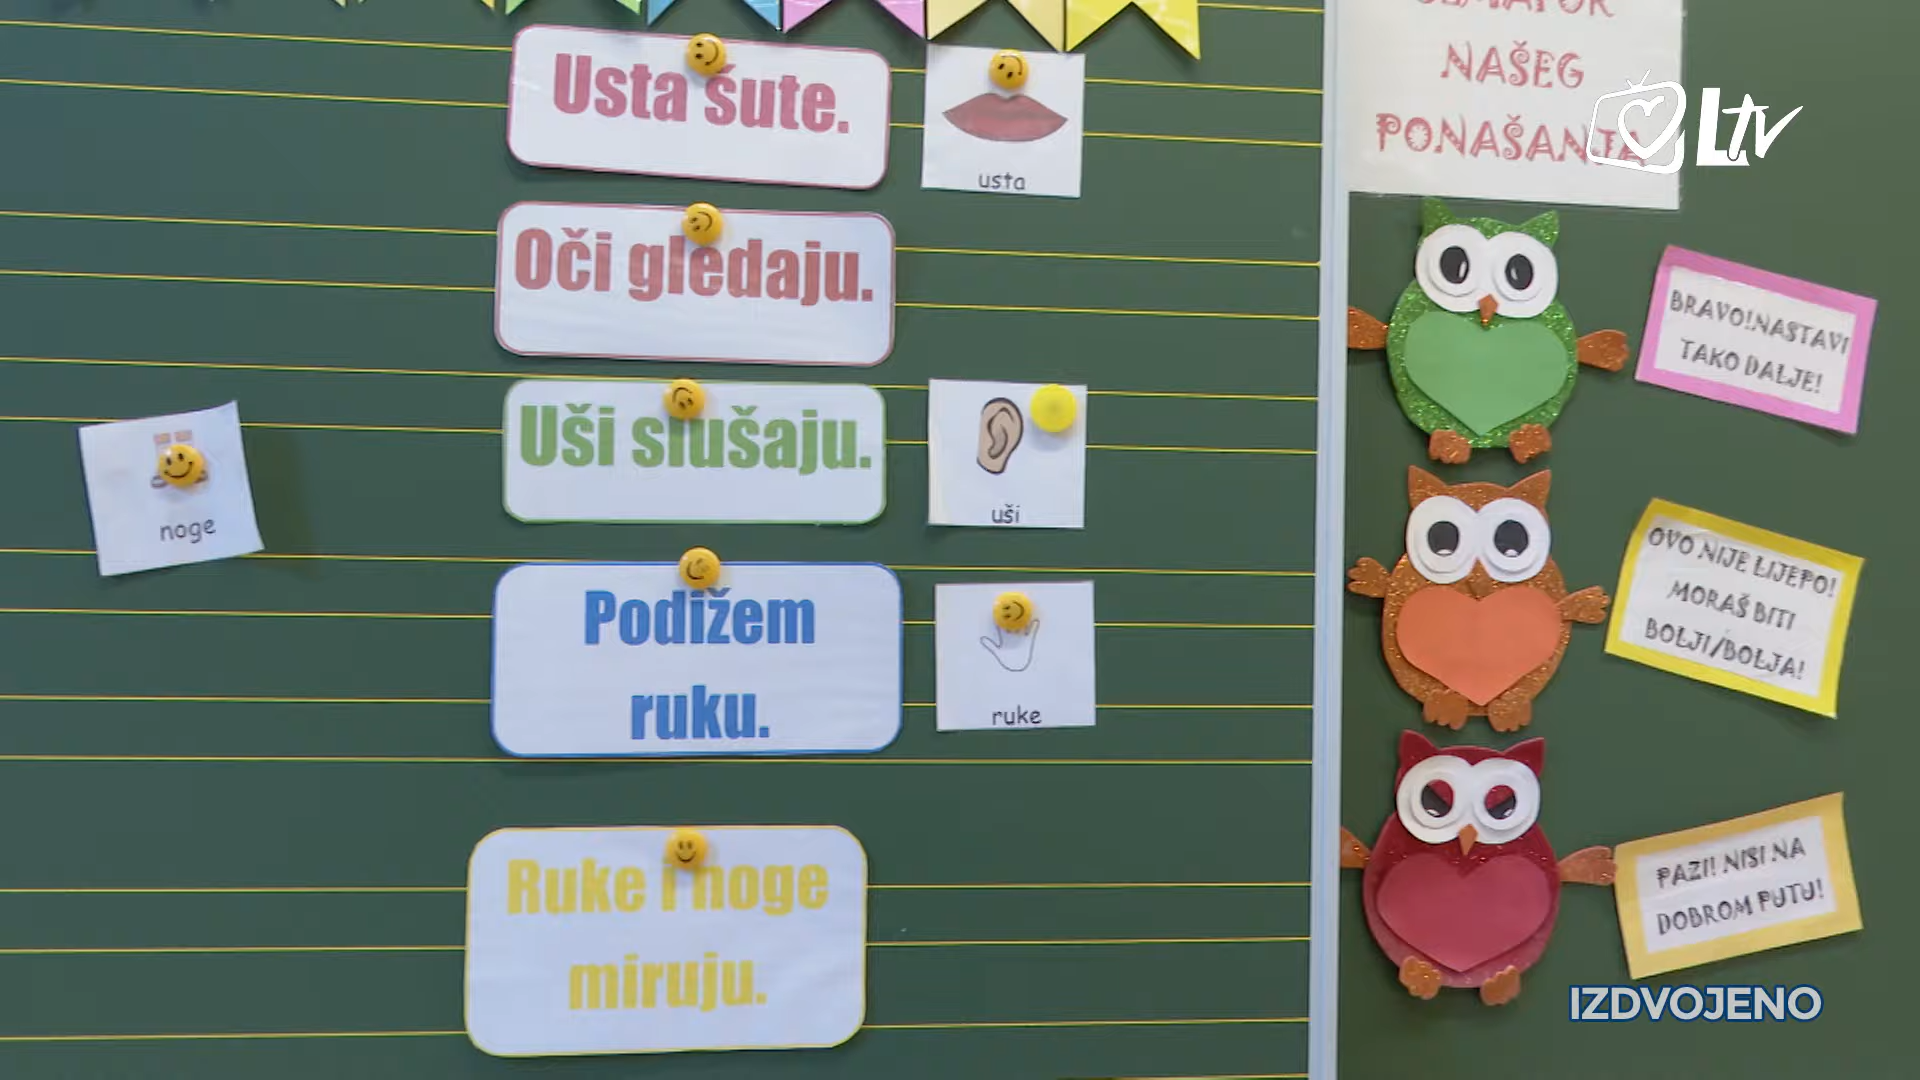 Usta šute.
usta
Oči gledaju.
Uši slušaju.
uši
noge
Podižem
ruku.
ruke
Ruke i noge
miruju.
NAŠEG
PONAŠANJA
LTV
BRAVO!NASTAVI
TAKO DALJE!
OVO NIJE LIJEPO!
MORAŠ BITI
BOLJI/BOLJA!
PAZI! NISI NA
DOBROM PUTU!
IZDVOJENO